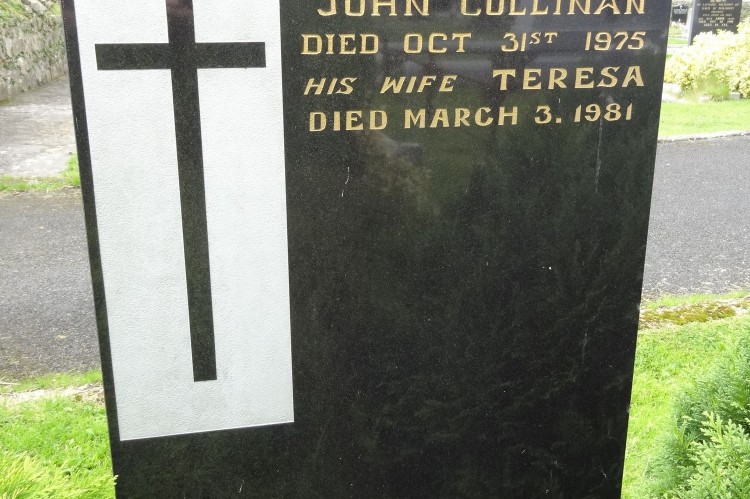 JOHN CULLINAN
DIED OCT 31ST 1975
HIS WIFE TERESA
DIED MARCH 3. 1981